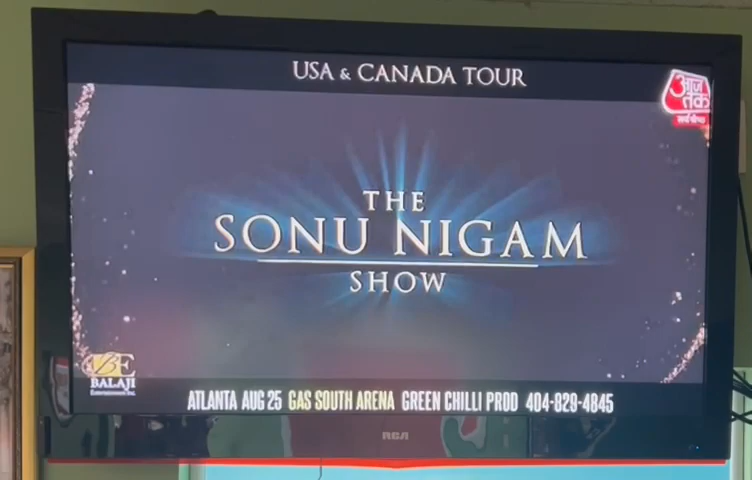 USA & CANADA TOUR
आज
तक
THE
SONU NIGAM
SHOW
BE
BALAJI
ATLANTA AUG 25 GAS SOUTH ARENA GREEN CHILLI PROD 404-829-4845
RCA